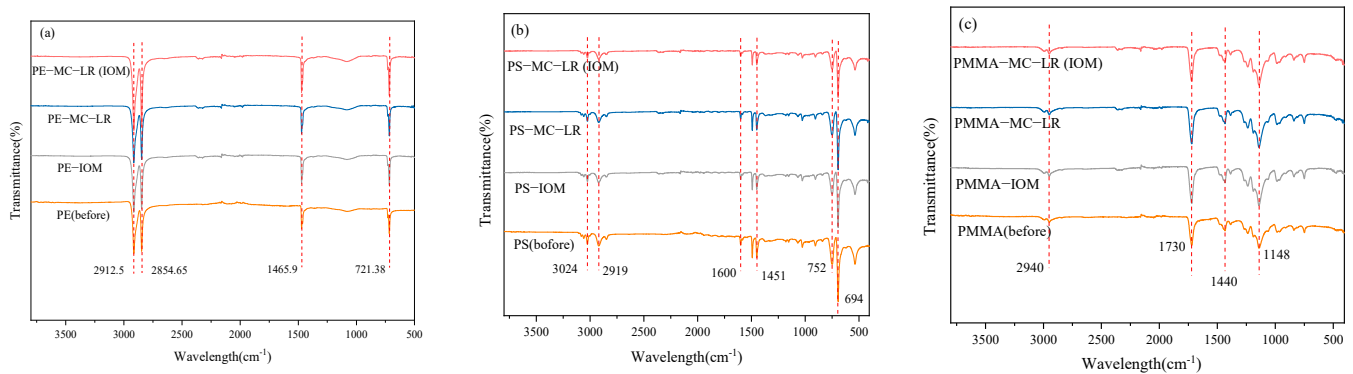 (a)
PE−MC−LR (IOM)
PE−MC−LR
PE−IOM
PE(before)
2912.5
2854.65
1465.9
721.38
Transmittance(%)
3500
3000
2500
2000
1500
1000
500
Wavelength(cm⁻¹)
(b)
PS−MC−LR (IOM)
PS−MC−LR
PS−IOM
PS(bofore)
3024
2919
1600
1451
752
694
Transmittance(%)
3500
3000
2500
2000
1500
1000
500
Wavelength(cm⁻¹)
(c)
PMMA−MC−LR (IOM)
PMMA−MC−LR
PMMA−IOM
PMMA(before)
2940
1730
1440
1148
Transmittance(%)
3500
3000
2500
2000
1500
1000
500
Wavelength(cm⁻¹)